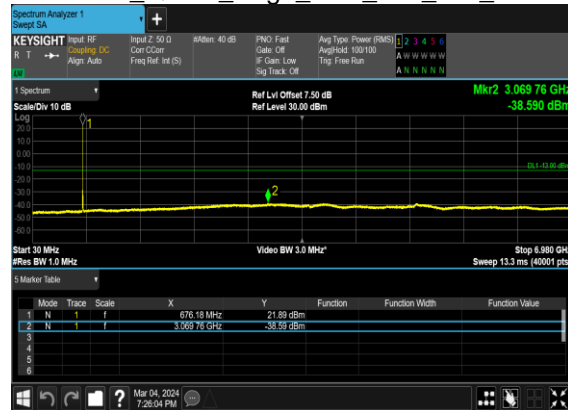 Spectrum Analyzer 1
Swept SA
+
KEYSIGHT Input: RF Input Z: 50 Ω #Atten: 40 dB PNO: Fast Avg Type: Power (RMS) 1 2 3 4 5 6
R T Coupling: DC Corr CCorr Gate: Off Avg|Hold: 100/100 A W W W W W
Align: Auto Freq Ref: Int (S) IF Gain: Low Trig: Free Run
LW Sig Track: Off A N N N N N
1 Spectrum Ref Lvl Offset 7.50 dB Mkr2 3.069 76 GHz
Scale/Div 10 dB Ref Level 30.00 dBm -38.590 dBm
Log
1
20.0
10.0
0.00
-10.0 DL1 -13.00 dBm
-20.0
-30.0
2
-40.0
-50.0
-60.0
Start 30 MHz Video BW 3.0 MHz* Stop 6.980 GHz
#Res BW 1.0 MHz Sweep 13.3 ms (40001 pts)
5 Marker Table
Mode Trace Scale X Y Function Function Width Function Value
1 N 1 f 676.18 MHz 21.89 dBm
2 N 1 f 3.069 76 GHz -38.59 dBm
3
4
5
6
? Mar 04, 2024
7:26:04 PM